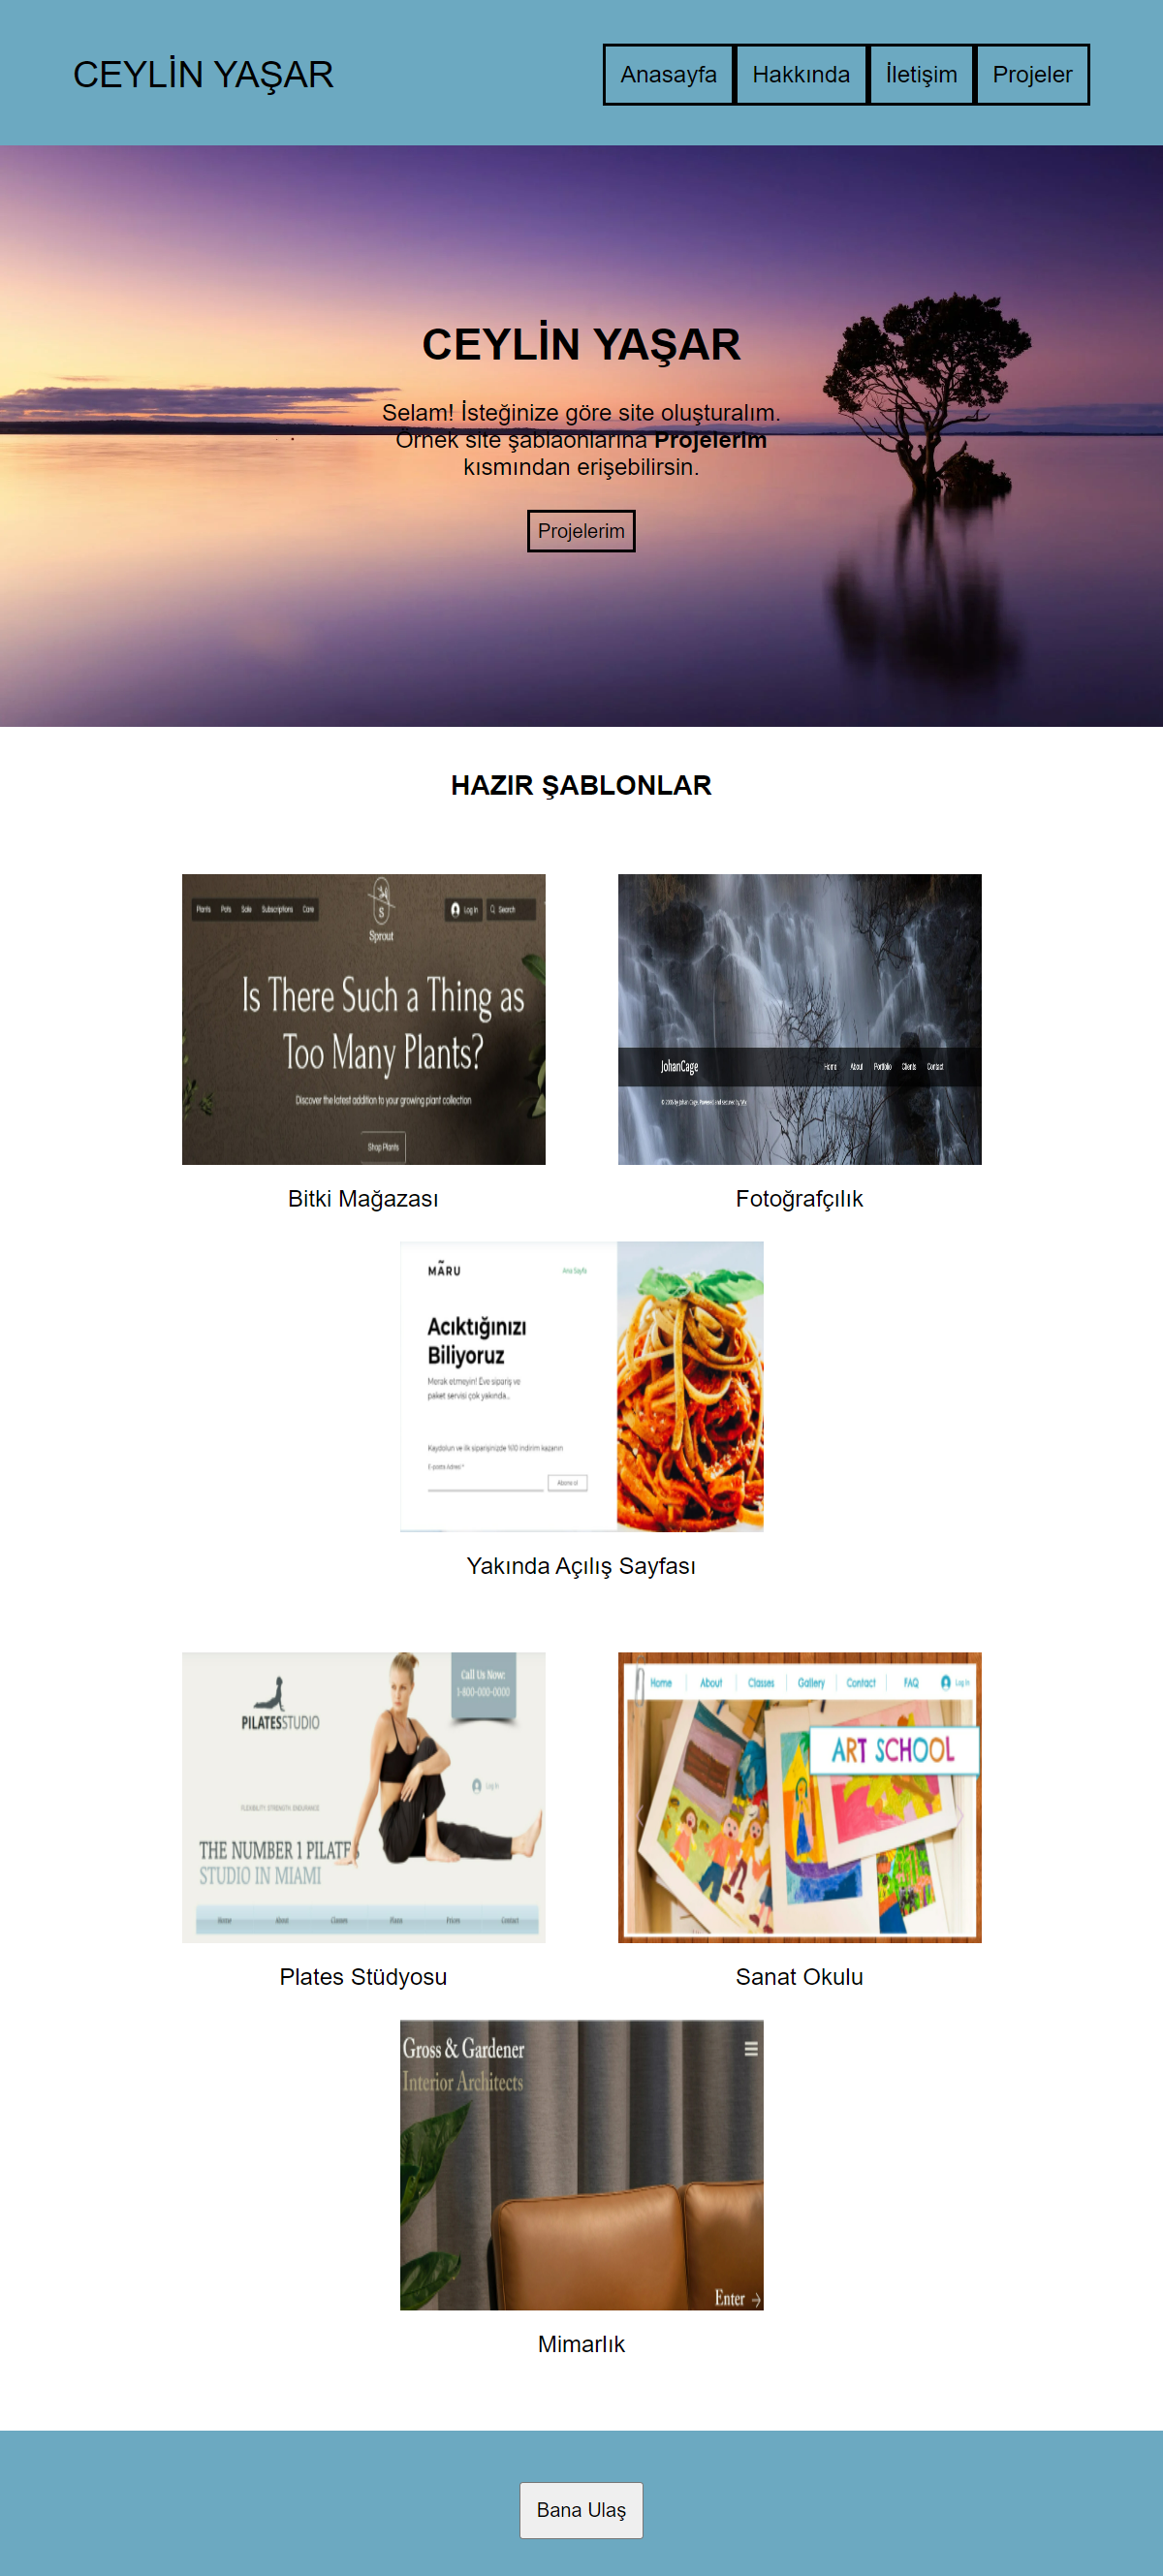 CEYLİN YAŞAR
Anasayfa Hakkında İletişim Projeler
CEYLİN YAŞAR
Selam! İsteğinize göre site oluşturalım.
Örnek site şablaonlarına Projelerim
kısmından erişebilirsin.
Projelerim
HAZIR ŞABLONLAR
Plants Pots Sale Subscriptions Care
S
Sprout
Log In
Search
Is There Such a Thing as
Too Many Plants?
Discover the latest addition to your growing plant collection
Shop Plants
Bitki Mağazası
JohanCage
Home About Portfolio Clients Contact
Fotoğrafçılık
MÃRU
Ana Sayfa
Acıktığınızı
Biliyoruz
Merak etmeyin! Eve sipariş ve
paket servisi çok yakında...
Kaydolun ve ilk siparişinizde %10 indirim kazanın
E-posta Adresi *
Abone ol
Yakında Açılış Sayfası
PILATESSTUDIO
Call Us Now:
1-800-000-0000
Log In
FLEXIBILITY STRENGTH ENDURANCE
THE NUMBER 1 PILATES
STUDIO IN MIAMI
Home About Classes Plans Prices Contact
Plates Stüdyosu
Home About Classes Gallery Contact FAQ Log In
ART SCHOOL
Sanat Okulu
Gross & Gardener
Interior Architects
Enter →
Mimarlık
Bana Ulaş